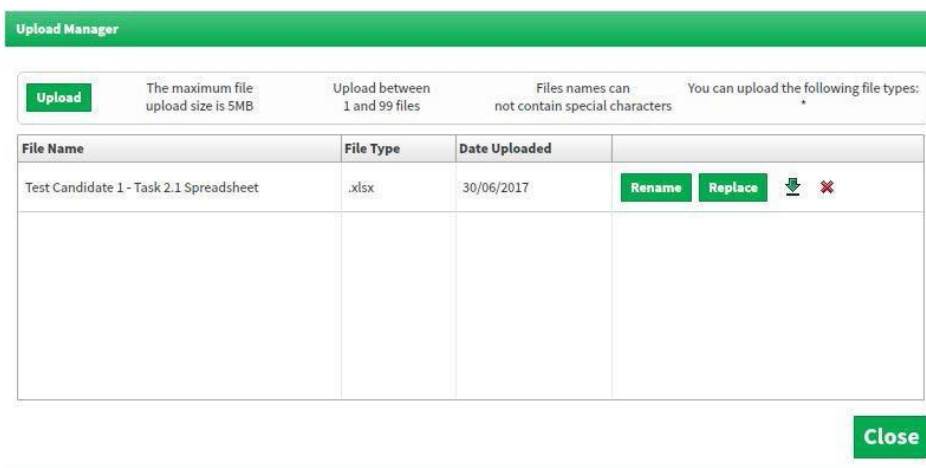 Upload Manager
Upload
The maximum file
upload size is 5MB
Upload between
1 and 99 files
Files names can
not contain special characters
You can upload the following file types:
*
File Name File Type Date Uploaded
Test Candidate 1 - Task 2.1 Spreadsheet .xlsx 30/06/2017 Rename Replace
Close